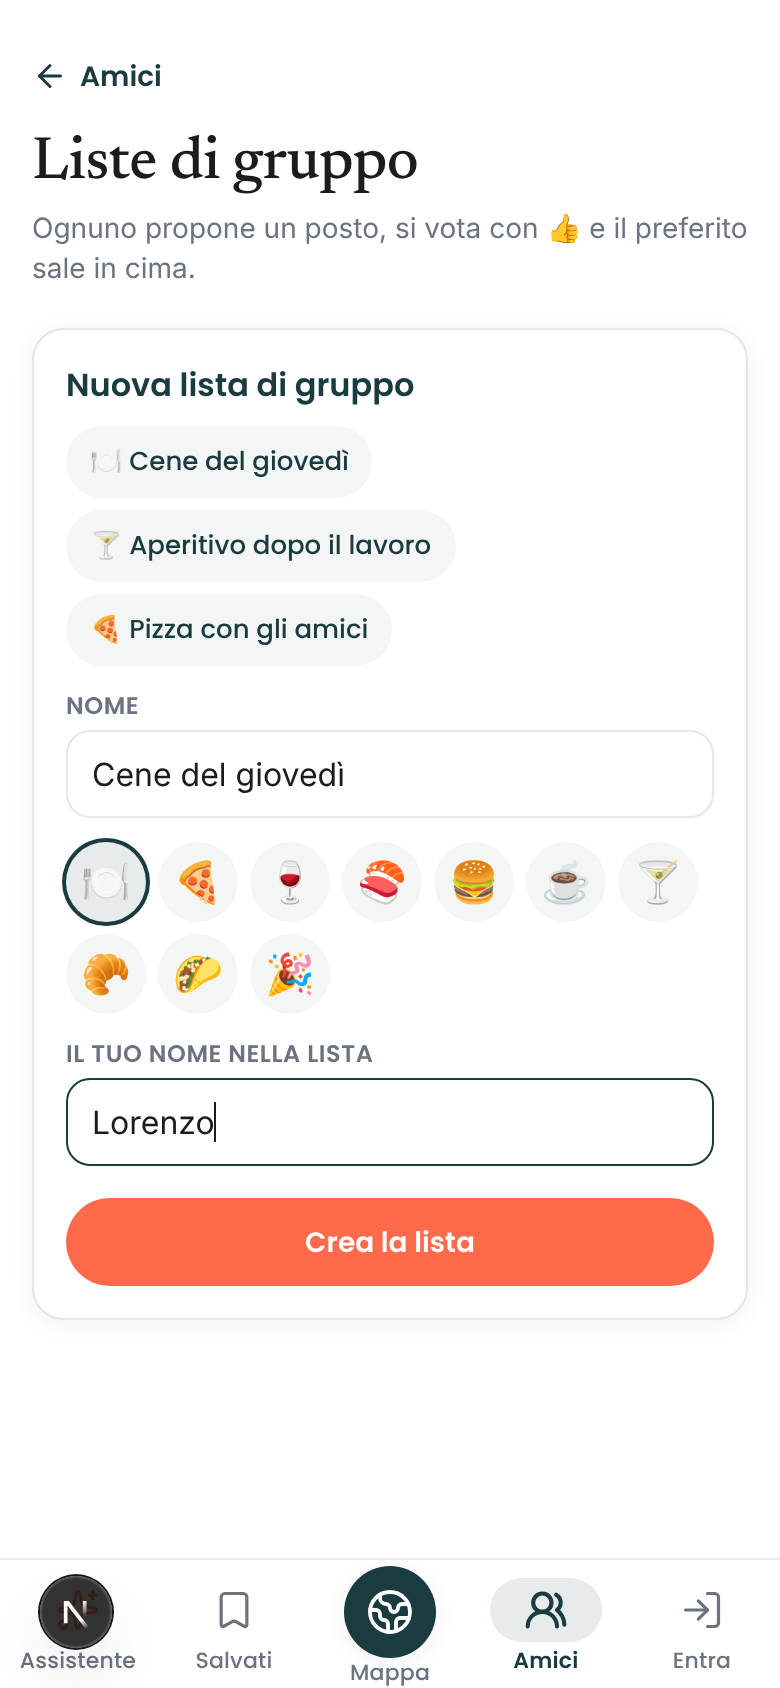 Amici
Liste di gruppo
Ognuno propone un posto, si vota con 👍 e il preferito
sale in cima.
Nuova lista di gruppo
🍽️ Cene del giovedì
🍸 Aperitivo dopo il lavoro
🍕 Pizza con gli amici
NOME
Cene del giovedì
IL TUO NOME NELLA LISTA
Lorenzo
Crea la lista
N
Assistente
Salvati
Mappa
Amici
Entra